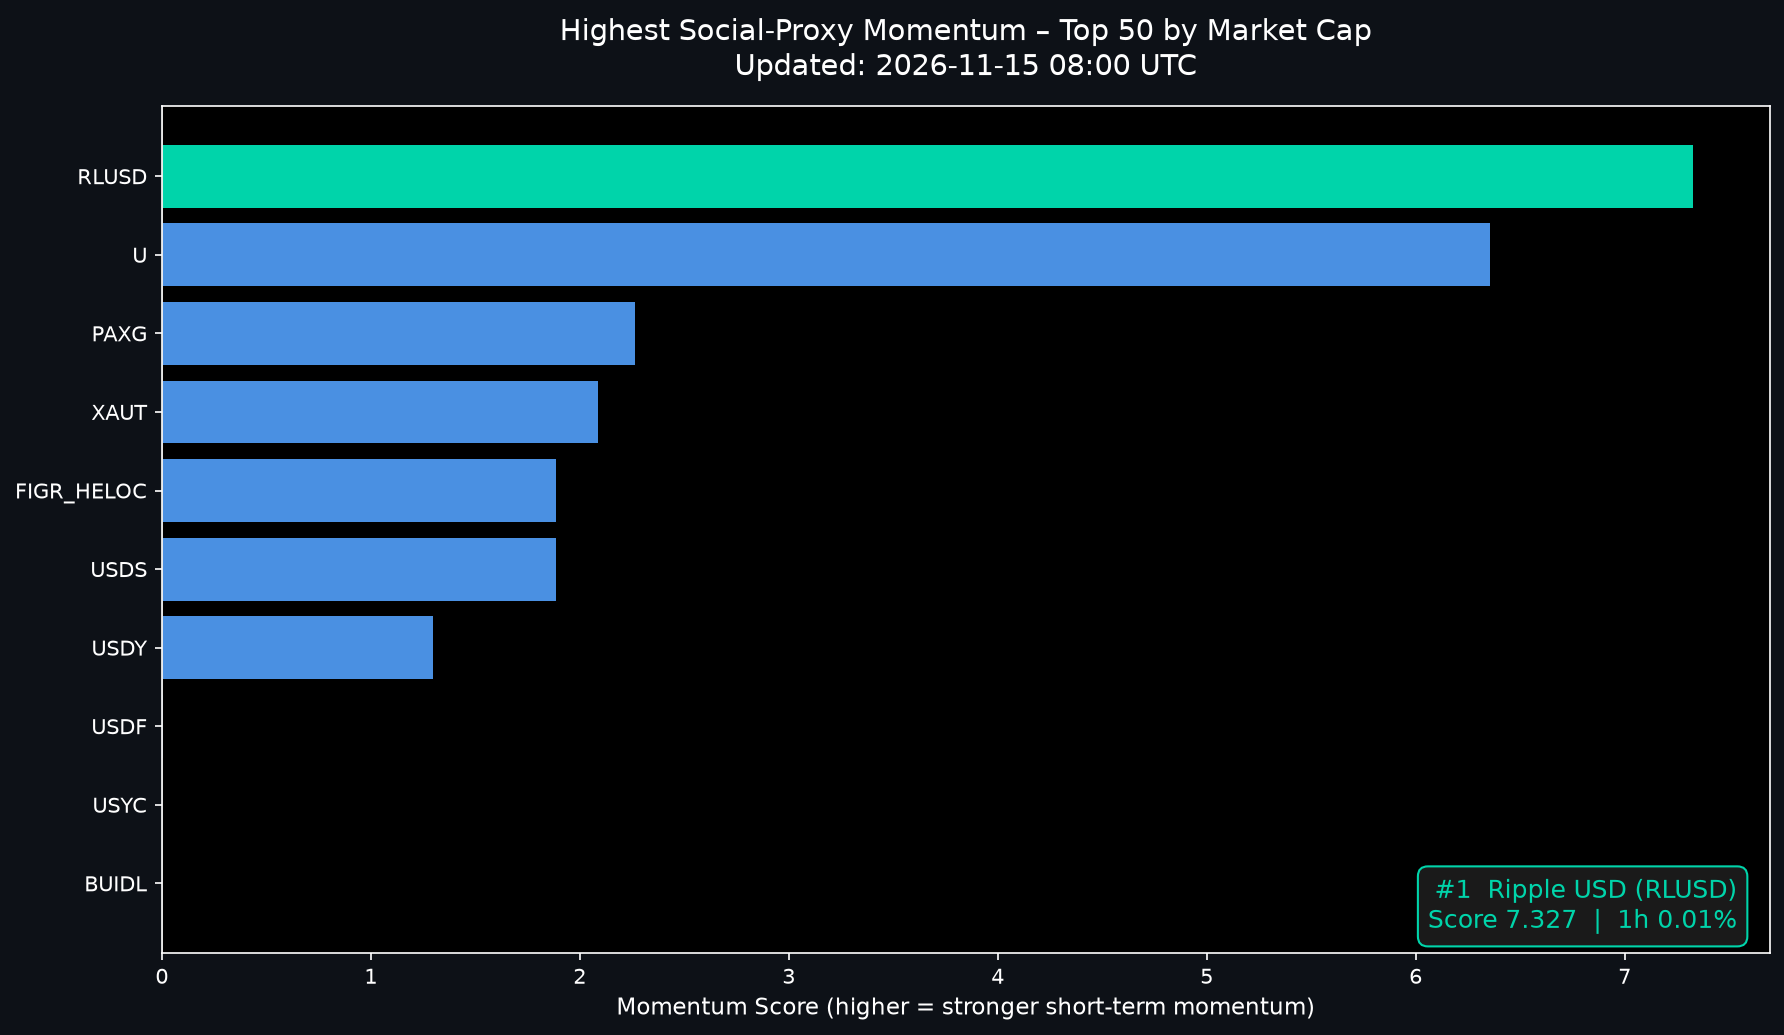 Highest Social-Proxy Momentum – Top 50 by Market Cap
Updated: 2026-11-15 08:00 UTC
RLUSD
U
PAXG
XAUT
FIGR_HELOC
USDS
USDY
USDF
USYC
BUIDL
#1  Ripple USD (RLUSD)
Score 7.327  |  1h 0.01%
0 1 2 3 4 5 6 7
Momentum Score (higher = stronger short-term momentum)